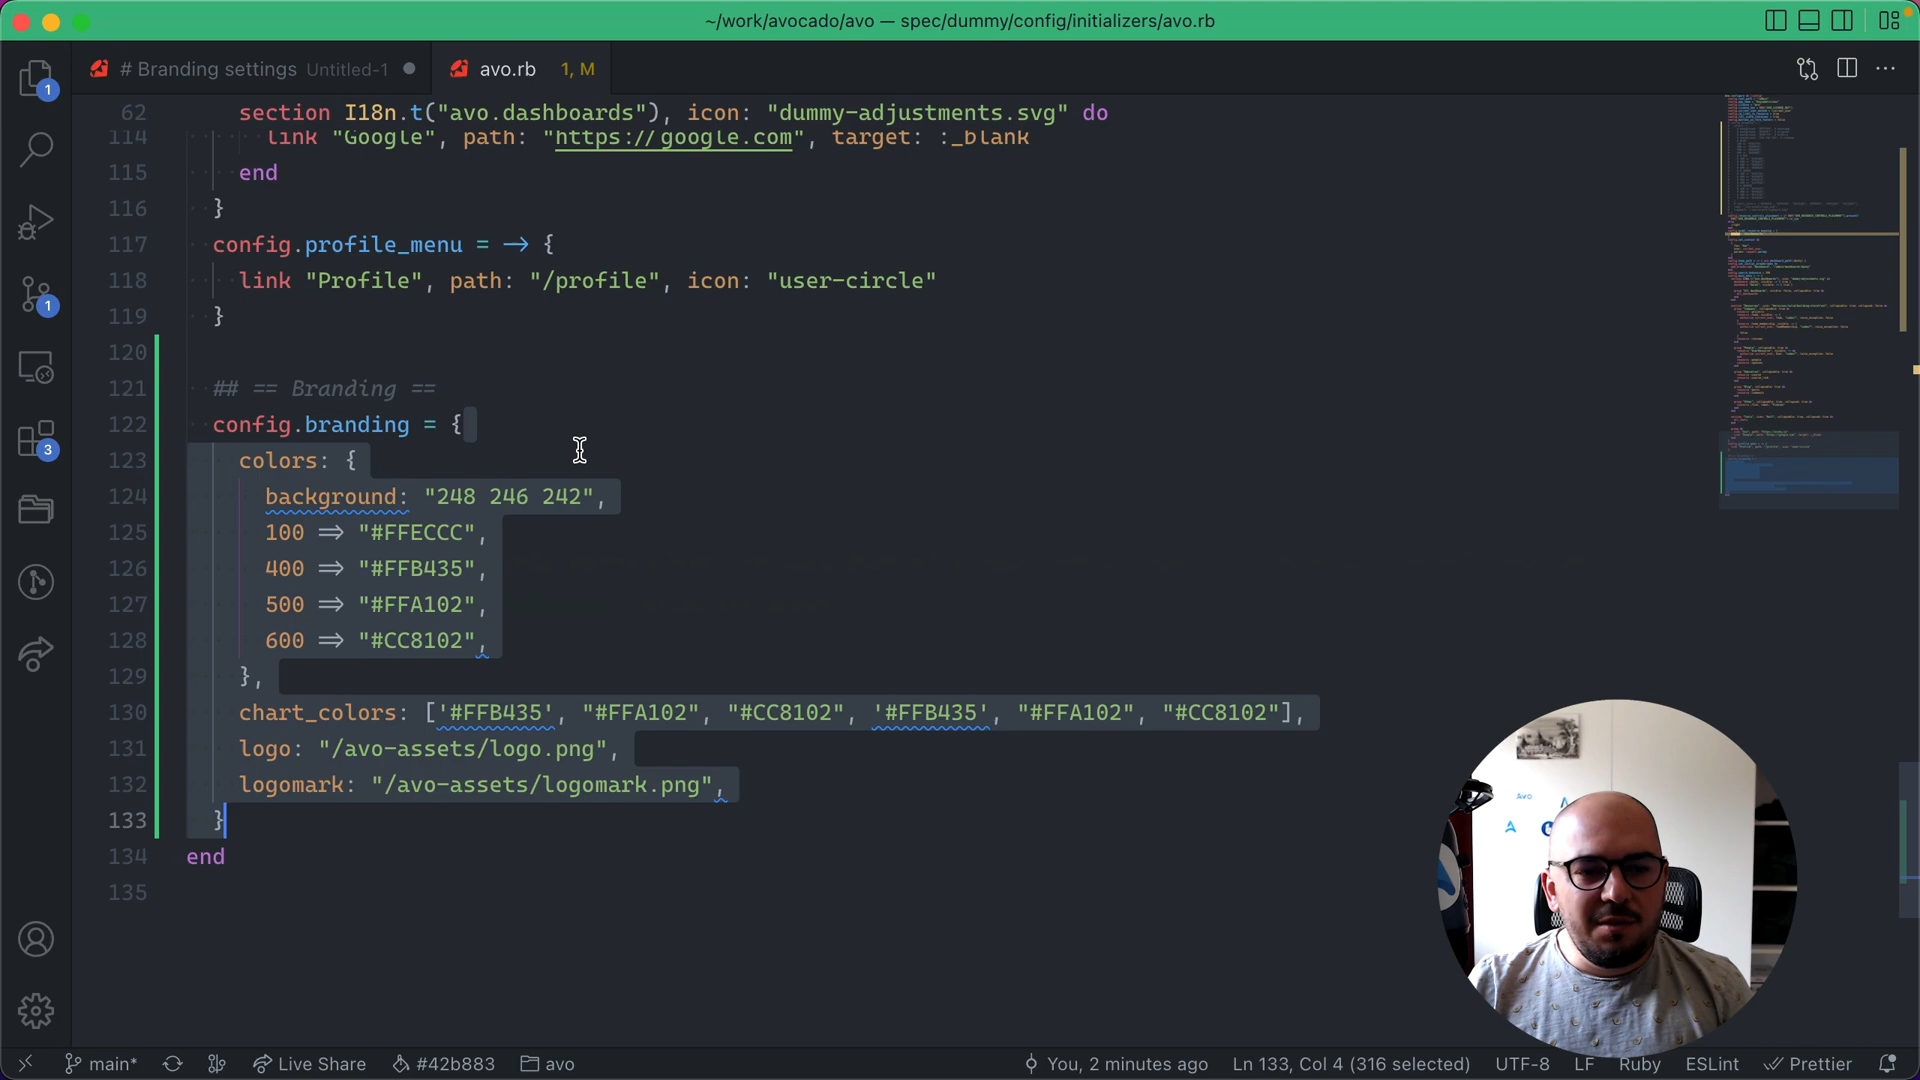 ~/work/avocado/avo — spec/dummy/config/initializers/avo.rb
# Branding settings Untitled-1
avo.rb 1, M
62 section I18n.t("avo.dashboards"), icon: "dummy-adjustments.svg" do
114 link "Google", path: "https://google.com", target: :_blank
115 end
116 }
117 config.profile_menu = -> {
118 link "Profile", path: "/profile", icon: "user-circle"
119 }
120
121 ## == Branding ==
122 config.branding = {
123 colors: {
124 background: "248 246 242",
125 100 => "#FFECCC",
126 400 => "#FFB435",
127 500 => "#FFA102",
128 600 => "#CC8102",
129 },
130 chart_colors: ['#FFB435', "#FFA102", "#CC8102", '#FFB435', "#FFA102", "#CC8102"],
131 logo: "/avo-assets/logo.png",
132 logomark: "/avo-assets/logomark.png",
133 }
134 end
135
1
1
3
Avo
main* Live Share #42b883 avo You, 2 minutes ago Ln 133, Col 4 (316 selected) UTF-8 LF Ruby ESLint Prettier